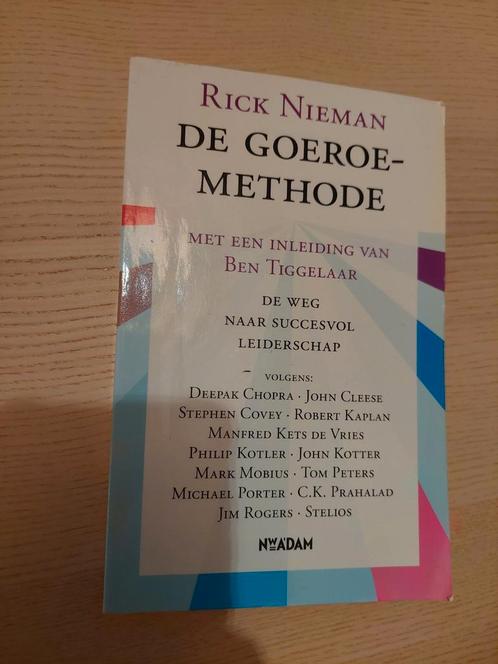 RICK NIEMAN
DE GOEROE-
METHODE
MET EEN INLEIDING VAN
BEN TIGGELAAR
DE WEG
NAAR SUCCESVOL
LEIDERSCHAP
VOLGENS:
DEEPAK CHOPRA · JOHN CLEESE
STEPHEN COVEY · ROBERT KAPLAN
MANFRED KETS DE VRIES
PHILIP KOTLER · JOHN KOTTER
MARK MOBIUS · TOM PETERS
MICHAEL PORTER · C.K. PRAHALAD
JIM ROGERS · STELIOS
NWADAM